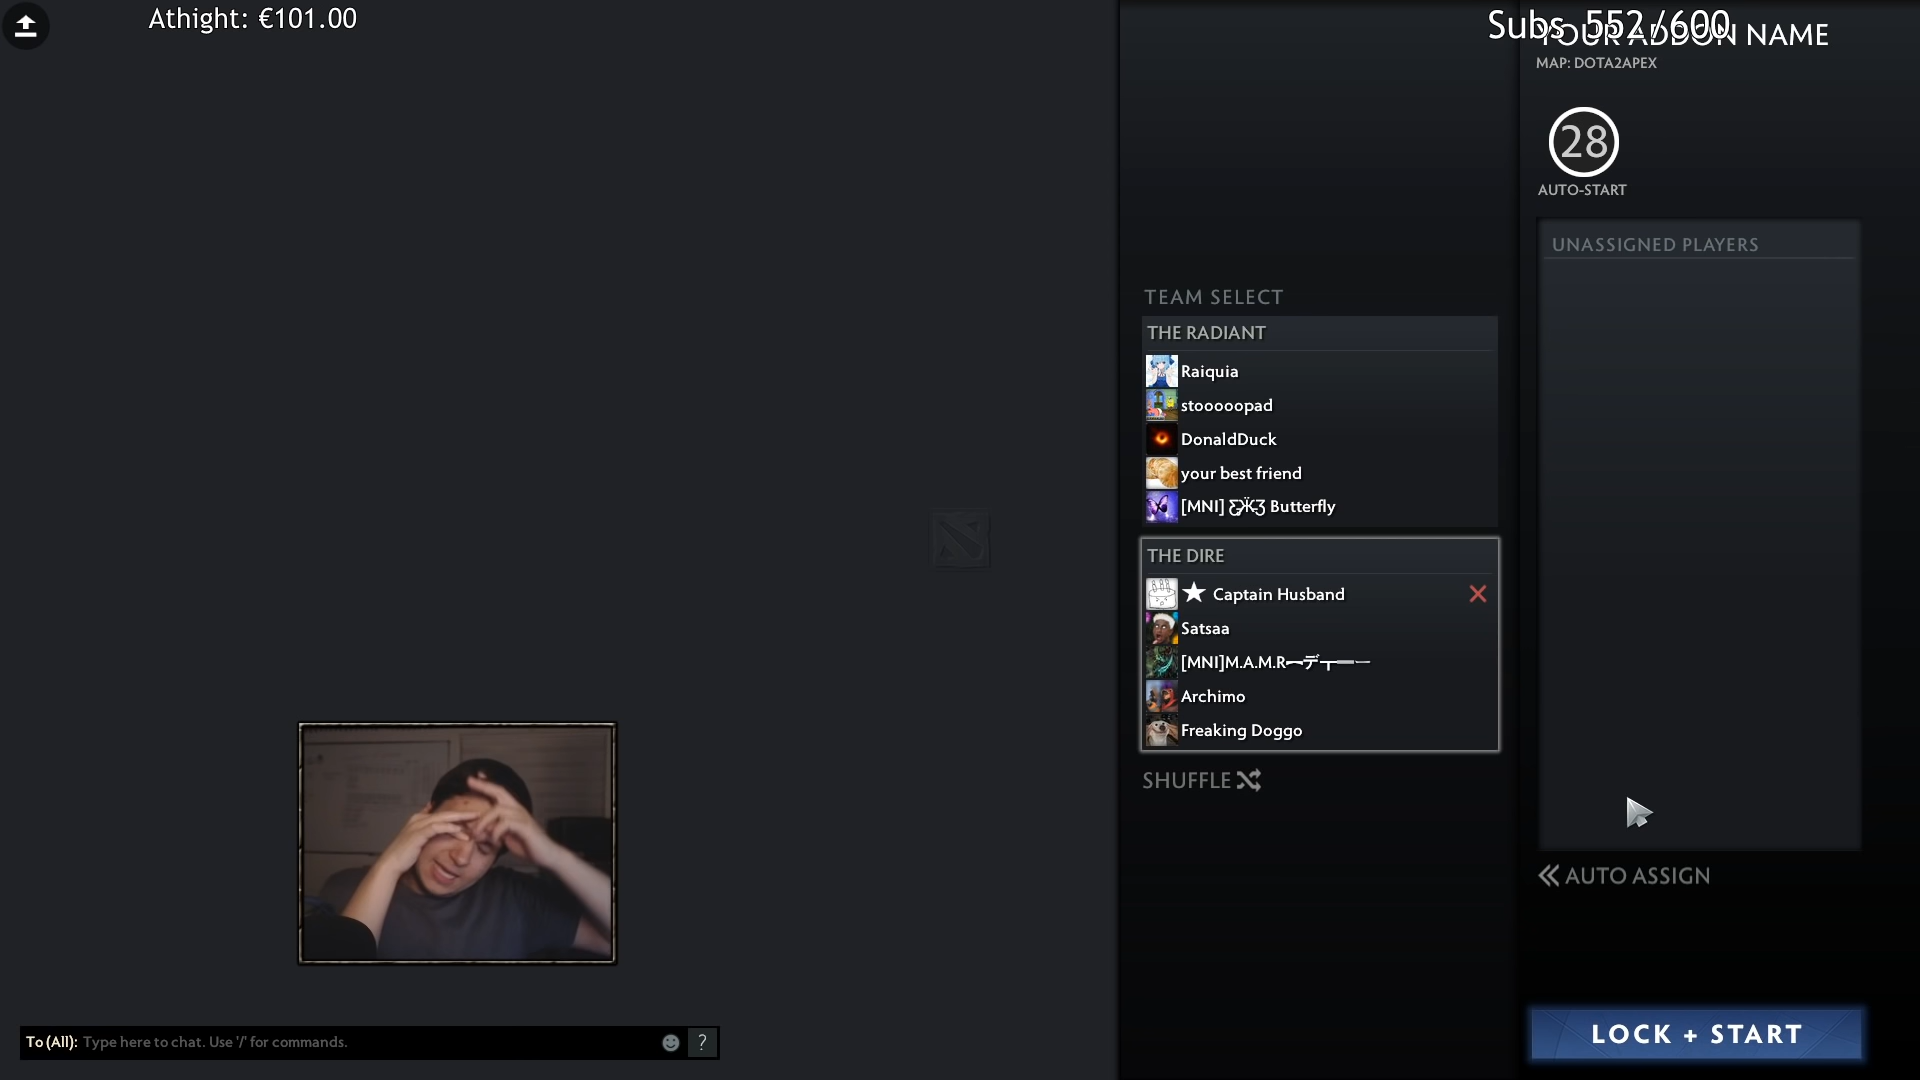 Athight: €101.00
Subs 552/600
YOUR ADDON NAME
MAP: DOTA2APEX
28
AUTO-START
UNASSIGNED PLAYERS
TEAM SELECT
THE RADIANT
Raiquia
stooooopad
DonaldDuck
your best friend
[MNI] Ƹ̵̡Ӝ̵̨̄Ʒ Butterfly
THE DIRE
★ Captain Husband
Satsaa
[MNI]M.A.M.R︻デ┳═一
Archimo
Freaking Doggo
SHUFFLE
AUTO ASSIGN
To (All): Type here to chat. Use '/' for commands.
?
LOCK + START